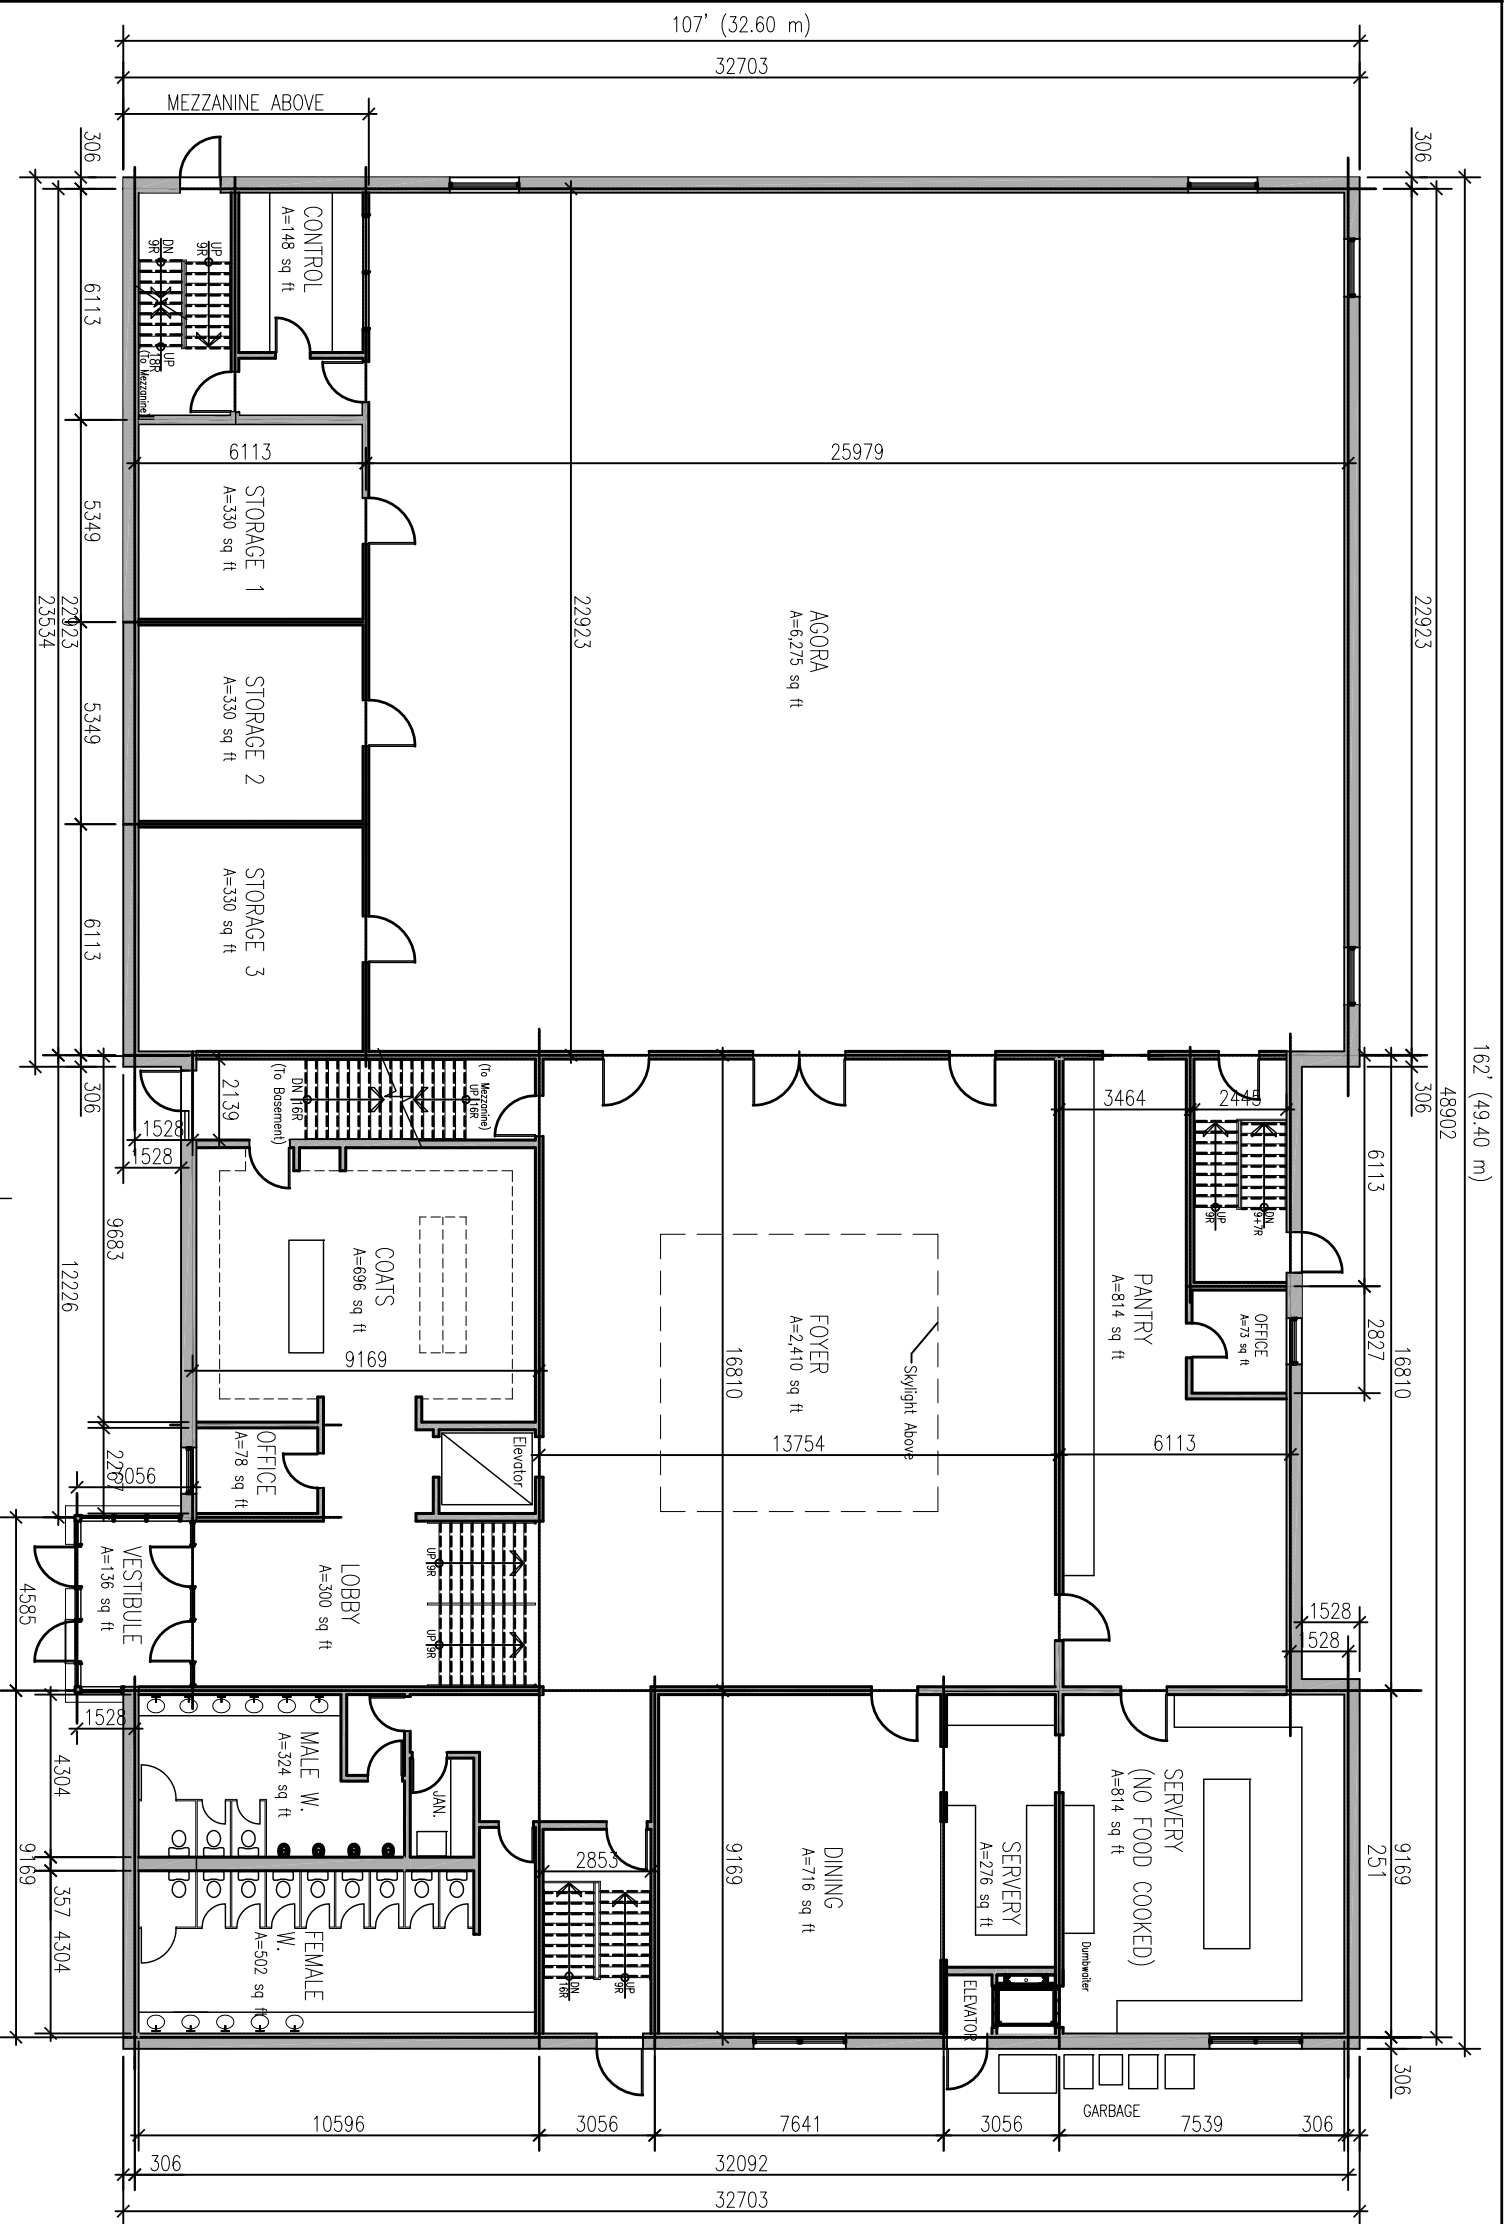 107' (32.60 m)
32703
MEZZANINE ABOVE
306
306
CONTROL
A=148 sq ft
UP
9R
DN
9R
UP
18R
(To Mezzanine)
6113
6113
25979
STORAGE 1
A=330 sq ft
5349
22923
22923
AGORA
A=6,275 sq ft
22923
23534
STORAGE 2
A=330 sq ft
5349
STORAGE 3
A=330 sq ft
6113
162' (49.40 m)
48902
306
306
2139
(To Basement)
DN 16R
(To Mezzanine)
UP 16R
3464
2445
1528
1528
6113
UP
9R
DN
9+7R
9683
12226
COATS
A=696 sq ft
9169
16810
FOYER
A=2,410 sq ft
Skylight Above
PANTRY
A=814 sq ft
OFFICE
A=73 sq ft
2827
16810
13754
6113
OFFICE
A=78 sq ft
Elevator
2267
3056
VESTIBULE
A=136 sq ft
LOBBY
A=300 sq ft
UP 9R
UP 9R
4585
1528
1528
1528
MALE W.
A=324 sq ft
JAN.
4304
9169
357
4304
2853
9169
DINING
A=716 sq ft
SERVERY
A=276 sq ft
SERVERY
(NO FOOD COOKED)
A=814 sq ft
9169
251
FEMALE
W.
A=502 sq ft
DN
16R
UP
9R
Dumbwaiter
ELEVATOR
306
GARBAGE
10596
3056
7641
3056
7539
306
306
32092
32703